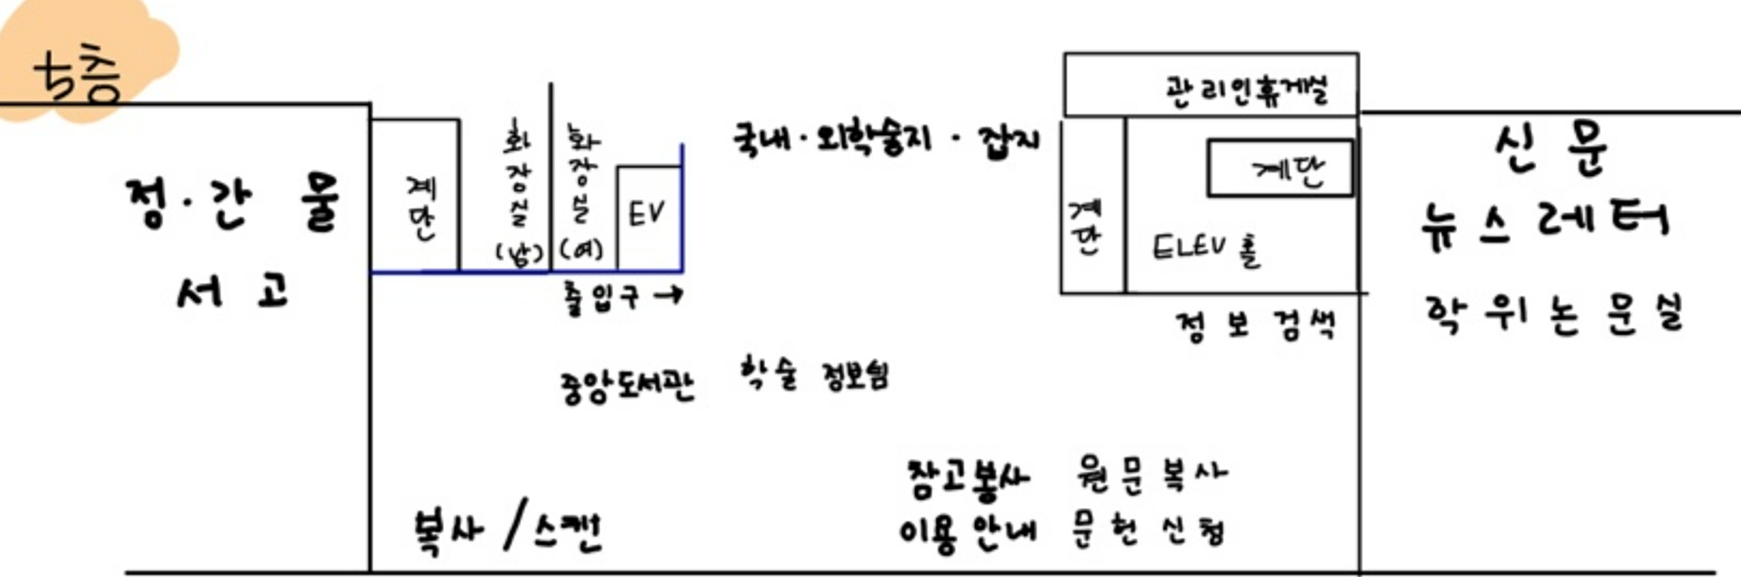 5층
정·간 물
서 고
계단
화장실(남)
화장실(여)
EV
출입구 →
국내·외학술지·잡지
관리인휴게실
계단
계단
ELEV 홀
정 보 검색
신 문
뉴 스 레 터
학 위 논 문 실
중앙도서관 학술 정보팀
참고봉사 원문복사
이용 안내 문헌 신청
복사 / 스캔